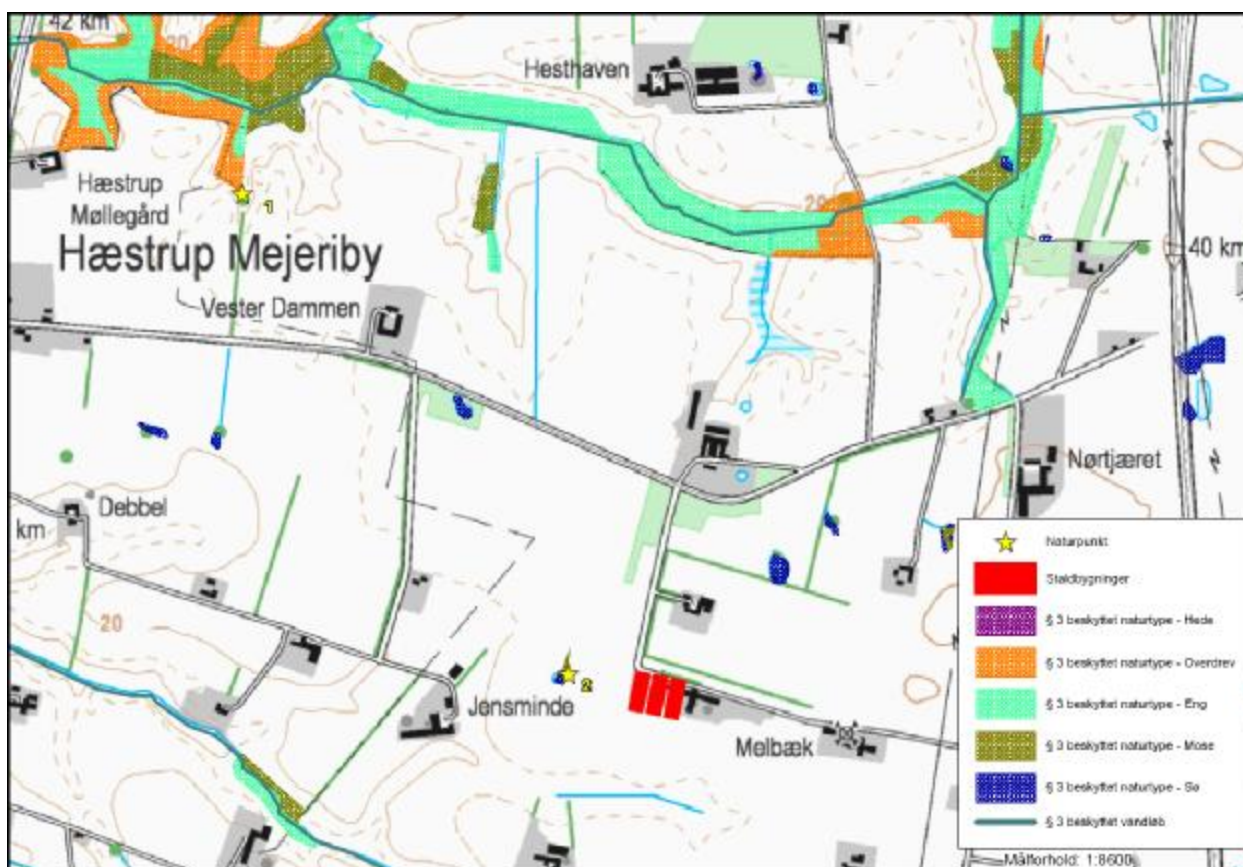 42 km
20
Hesthaven
Hæstrup
Møllegård
1
20
Hæstrup Mejeriby
40 km
Vester Dammen
Nørtjæret
Debbel
km
20
2
Jensminde
Melbæk
Naturpunkt
Staldbygninger
§ 3 beskyttet naturtype - Hede
§ 3 beskyttet naturtype - Overdrev
§ 3 beskyttet naturtype - Eng
§ 3 beskyttet naturtype - Mose
§ 3 beskyttet naturtype - Sø
§ 3 beskyttet vandløb
Målforhold: 1:8600